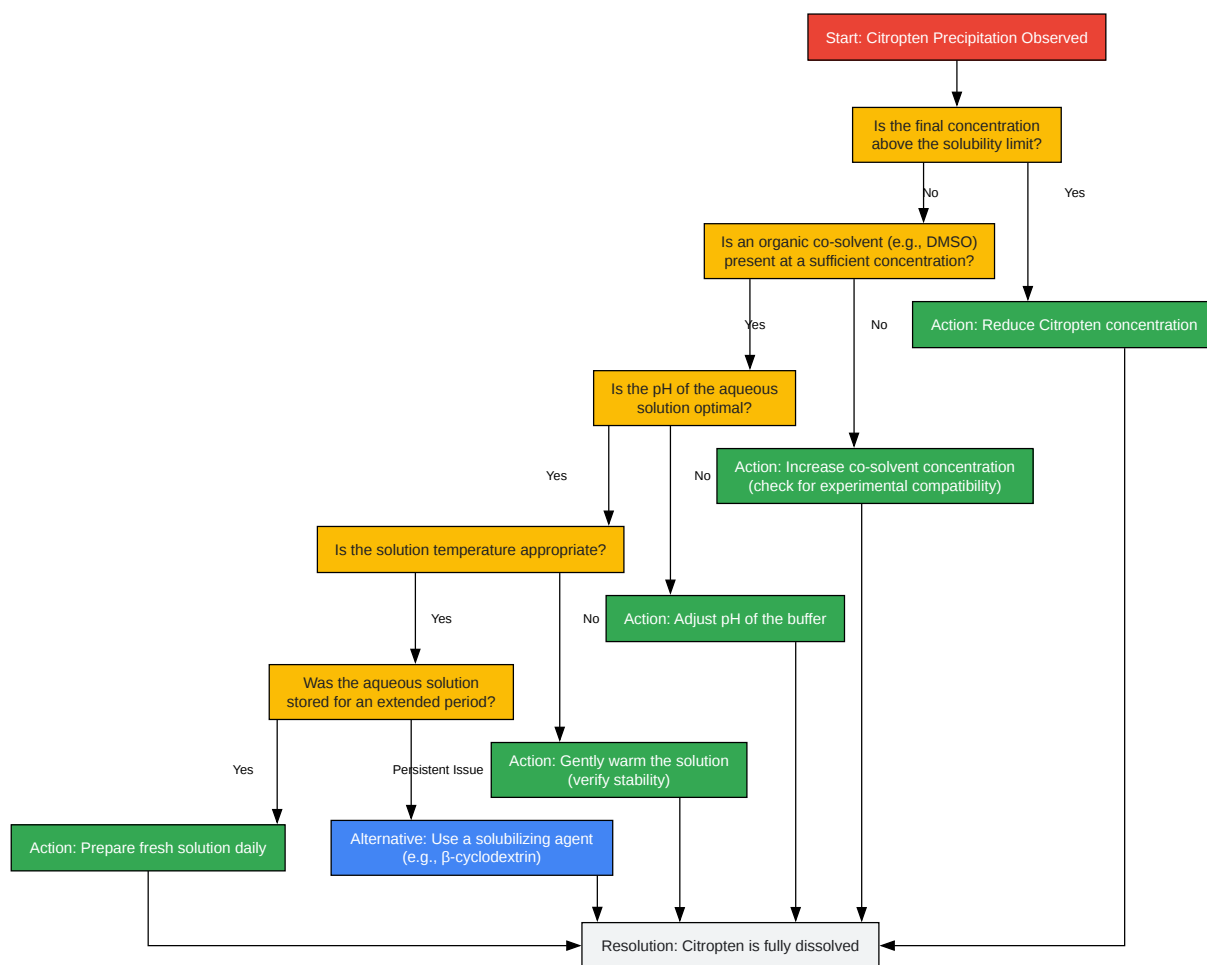 Start: Citropten Precipitation Observed
Is the final concentration
above the solubility limit?
No
Yes
Is an organic co-solvent (e.g., DMSO)
present at a sufficient concentration?
Yes
No
Action: Reduce Citropten concentration
Is the pH of the aqueous
solution optimal?
Yes
No
Action: Increase co-solvent concentration
(check for experimental compatibility)
Is the solution temperature appropriate?
Yes
No
Action: Adjust pH of the buffer
Was the aqueous solution
stored for an extended period?
Yes
Persistent Issue
Action: Gently warm the solution
(verify stability)
Action: Prepare fresh solution daily
Alternative: Use a solubilizing agent
(e.g., β-cyclodextrin)
Resolution: Citropten is fully dissolved